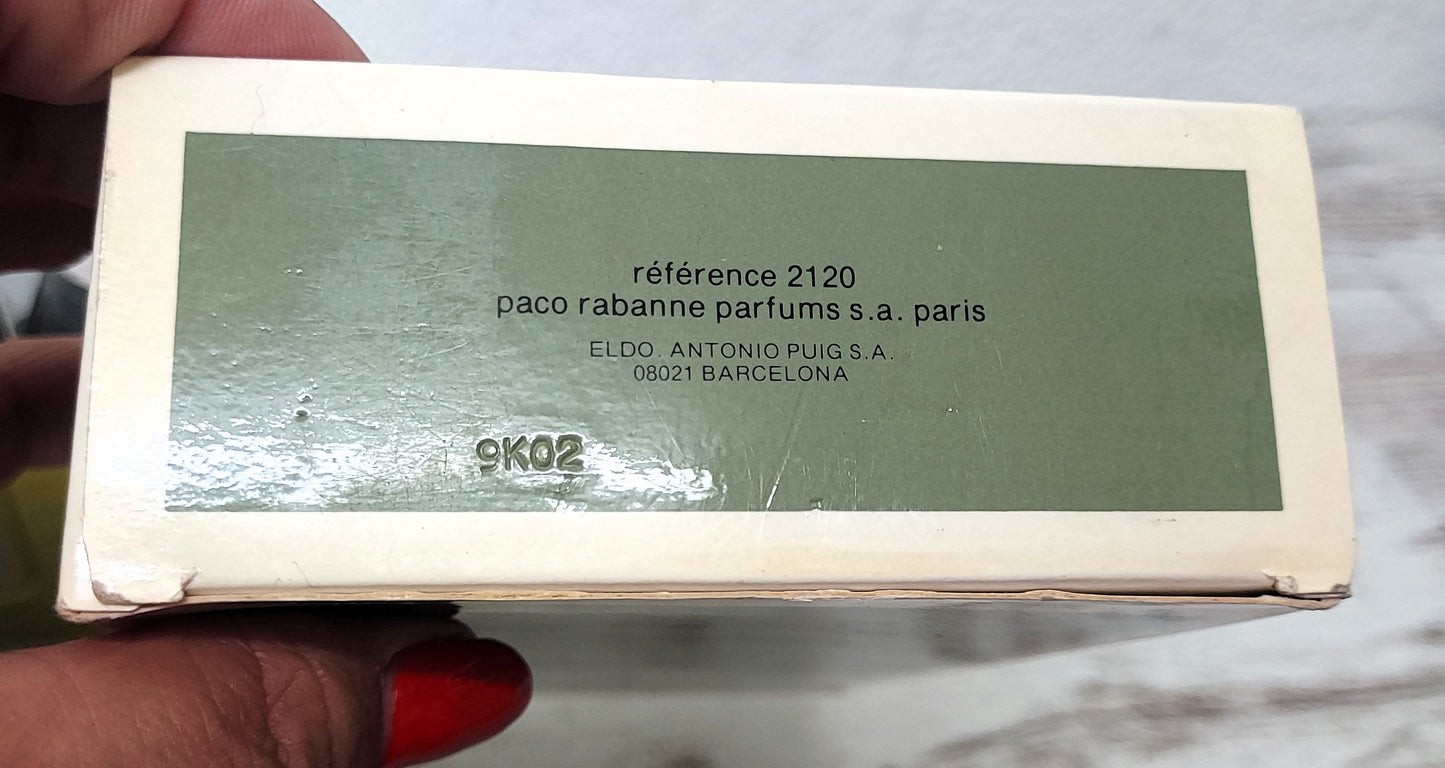 référence 2120
paco rabanne parfums s.a. paris
ELDO. ANTONIO PUIG S.A.
08021 BARCELONA
9K02